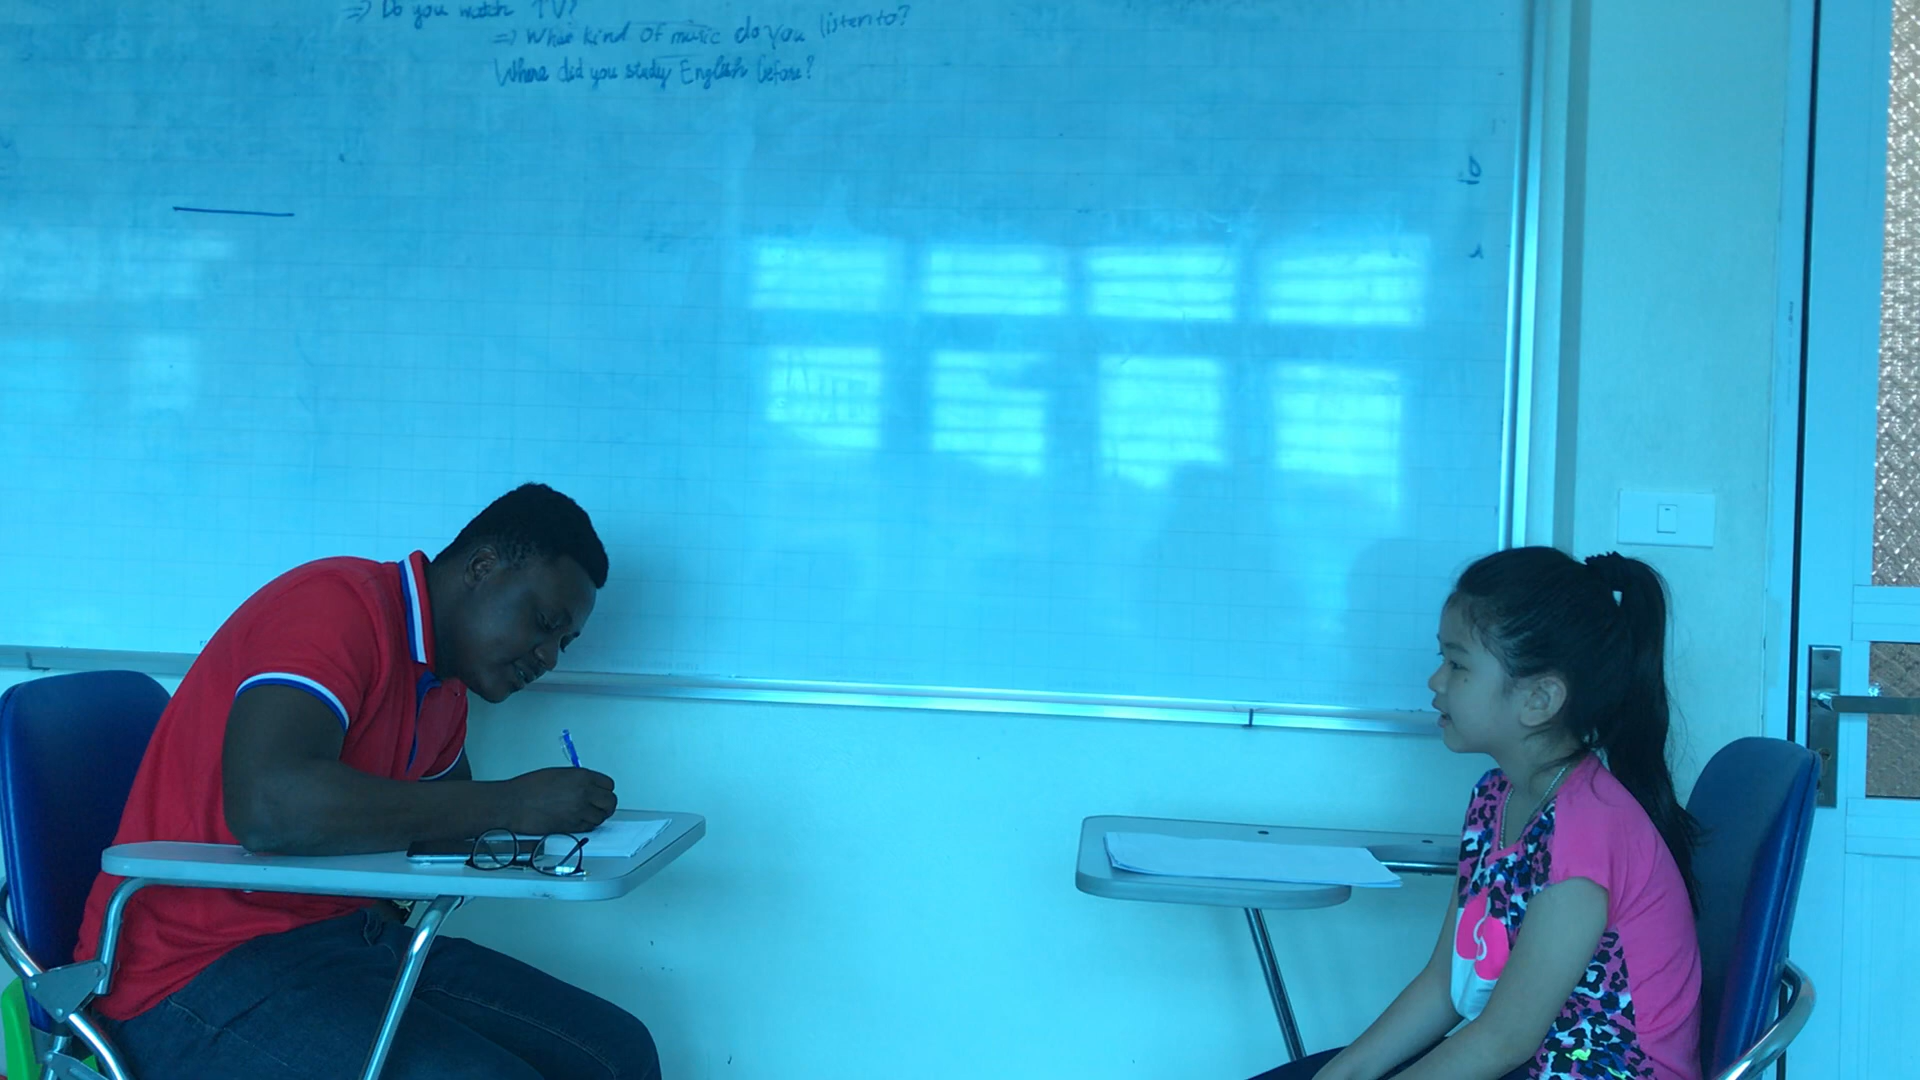 => Do you watch TV?
=> What kind of music do you listen to?
Where did you study English before?